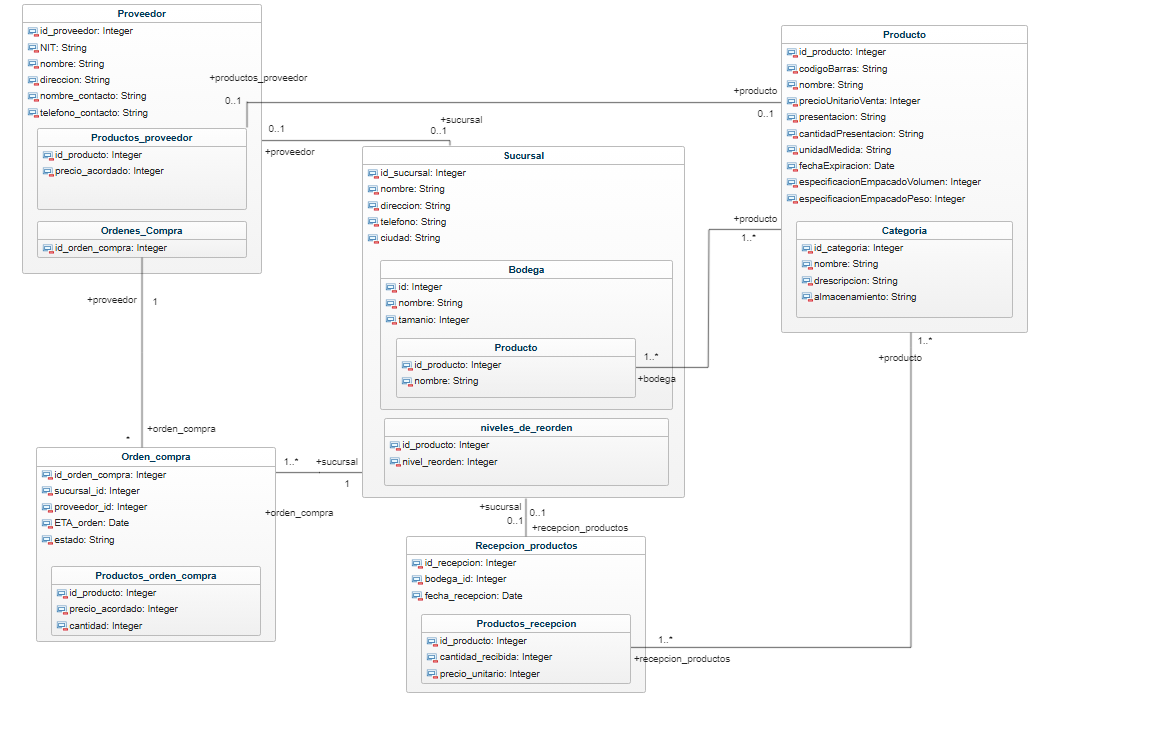 Proveedor
id_proveedor: Integer
NIT: String
nombre: String
direccion: String
nombre_contacto: String
telefono_contacto: String
Productos_proveedor
id_producto: Integer
precio_acordado: Integer
Ordenes_Compra
id_orden_compra: Integer
+productos_proveedor
0..1
+producto
0..1
0..1
+proveedor
+sucursal
0..1
Producto
id_producto: Integer
codigoBarras: String
nombre: String
precioUnitarioVenta: Integer
presentacion: String
cantidadPresentacion: String
unidadMedida: String
fechaExpiracion: Date
especificacionEmpacadoVolumen: Integer
especificacionEmpacadoPeso: Integer
Categoria
id_categoria: Integer
nombre: String
drescripcion: String
almacenamiento: String
Sucursal
id_sucursal: Integer
nombre: String
direccion: String
telefono: String
ciudad: String
Bodega
id: Integer
nombre: String
tamanio: Integer
Producto
id_producto: Integer
nombre: String
1..*
+bodega
+producto
1..*
niveles_de_reorden
id_producto: Integer
nivel_reorden: Integer
+proveedor
1
+orden_compra
*
Orden_compra
id_orden_compra: Integer
sucursal_id: Integer
proveedor_id: Integer
ETA_orden: Date
estado: String
Productos_orden_compra
id_producto: Integer
precio_acordado: Integer
cantidad: Integer
1..*
+sucursal
1
+orden_compra
+sucursal
0..1
0..1
+recepcion_productos
Recepcion_productos
id_recepcion: Integer
bodega_id: Integer
fecha_recepcion: Date
Productos_recepcion
id_producto: Integer
cantidad_recibida: Integer
precio_unitario: Integer
1..*
+recepcion_productos
1..*
+producto